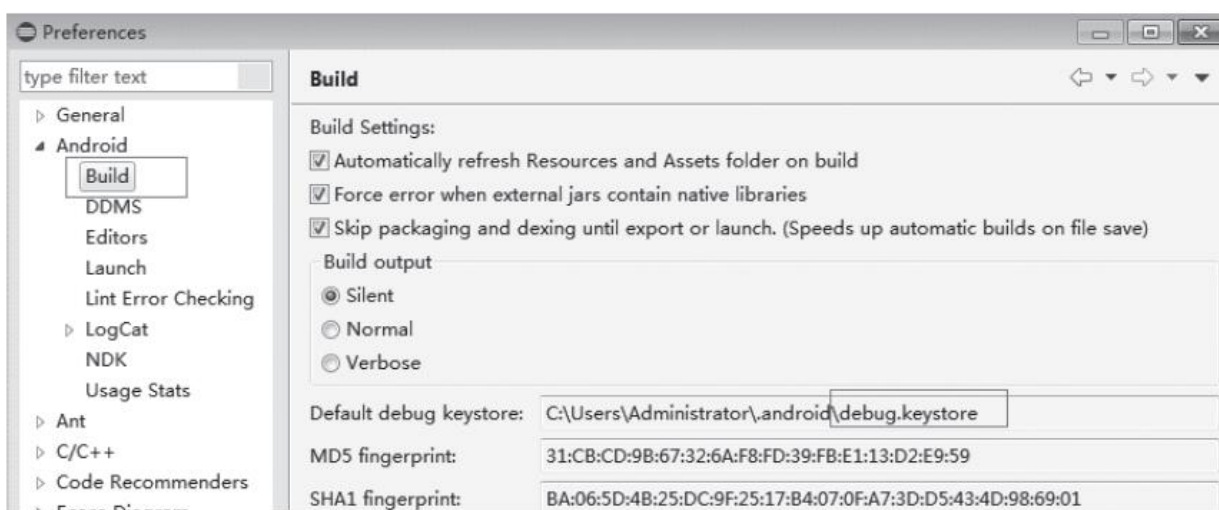 Preferences
type filter text
General
Android
Build
DDMS
Editors
Launch
Lint Error Checking
LogCat
NDK
Usage Stats
Ant
C/C++
Code Recommenders
Build
Build Settings:
Automatically refresh Resources and Assets folder on build
Force error when external jars contain native libraries
Skip packaging and dexing until export or launch. (Speeds up automatic builds on file save)
Build output
Silent
Normal
Verbose
Default debug keystore: C:\Users\Administrator\.android\debug.keystore
MD5 fingerprint: 31:CB:CD:9B:67:32:6A:F8:FD:39:FB:E1:13:D2:E9:59
SHA1 fingerprint: BA:06:5D:4B:25:DC:9F:25:17:B4:07:0F:A7:3D:D5:43:4D:98:69:01